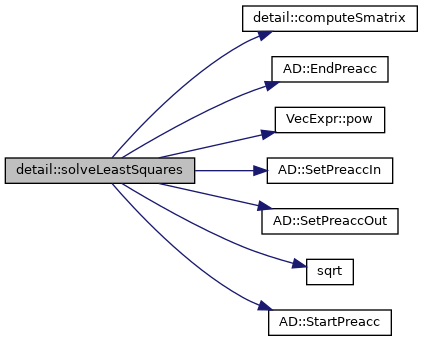 detail::computeSmatrix
AD::EndPreacc
VecExpr::pow
detail::solveLeastSquares
AD::SetPreaccIn
AD::SetPreaccOut
sqrt
AD::StartPreacc